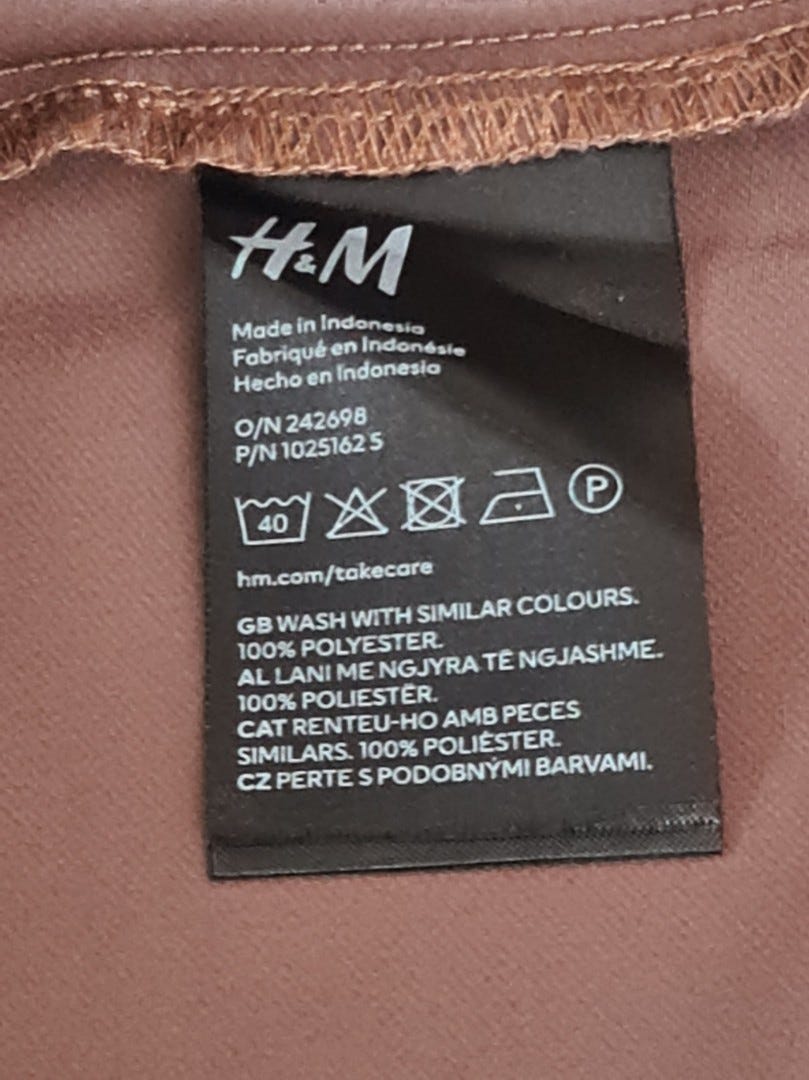 H&M
Made in Indonesia
Fabriqué en Indonésie
Hecho en Indonesia
O/N 242698
P/N 1025162 S
40 P
hm.com/takecare
GB WASH WITH SIMILAR COLOURS.
100% POLYESTER.
AL LANI ME NGJYRA TË NGJASHME.
100% POLIESTËR.
CAT RENTEU-HO AMB PECES
SIMILARS. 100% POLIÈSTER.
CZ PERTE S PODOBNÝMI BARVAMI.